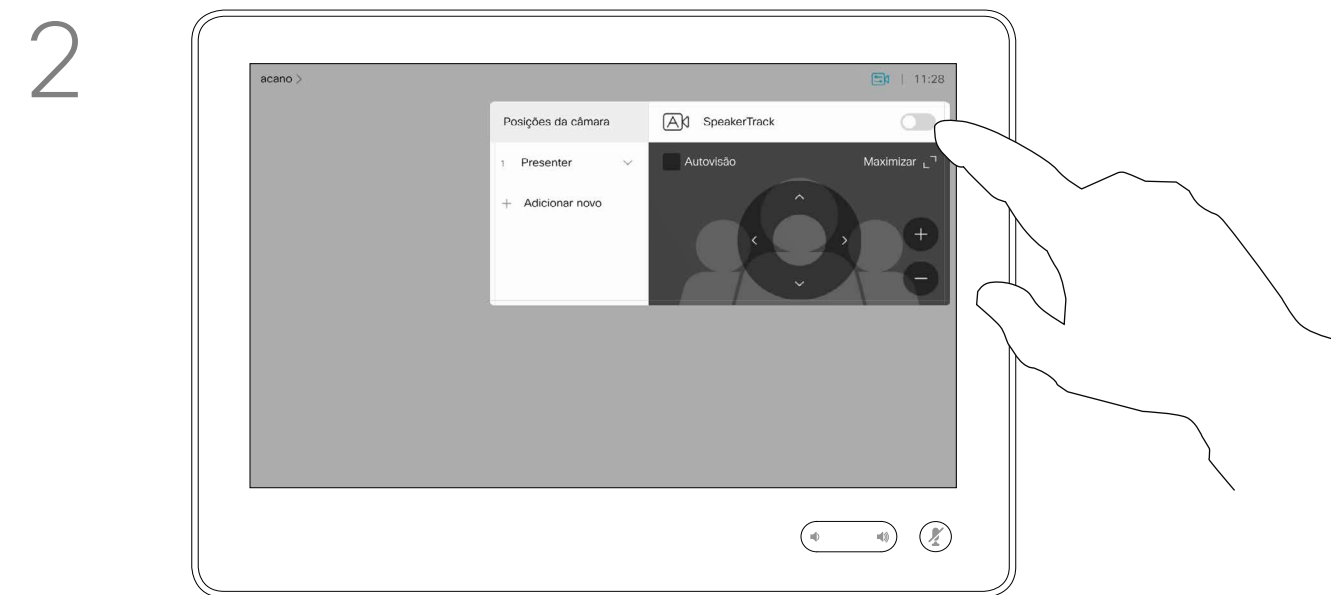 2
acano >
11:28
Posições da câmara
SpeakerTrack
1 Presenter
Autovisão
Maximizar
+ Adicionar novo